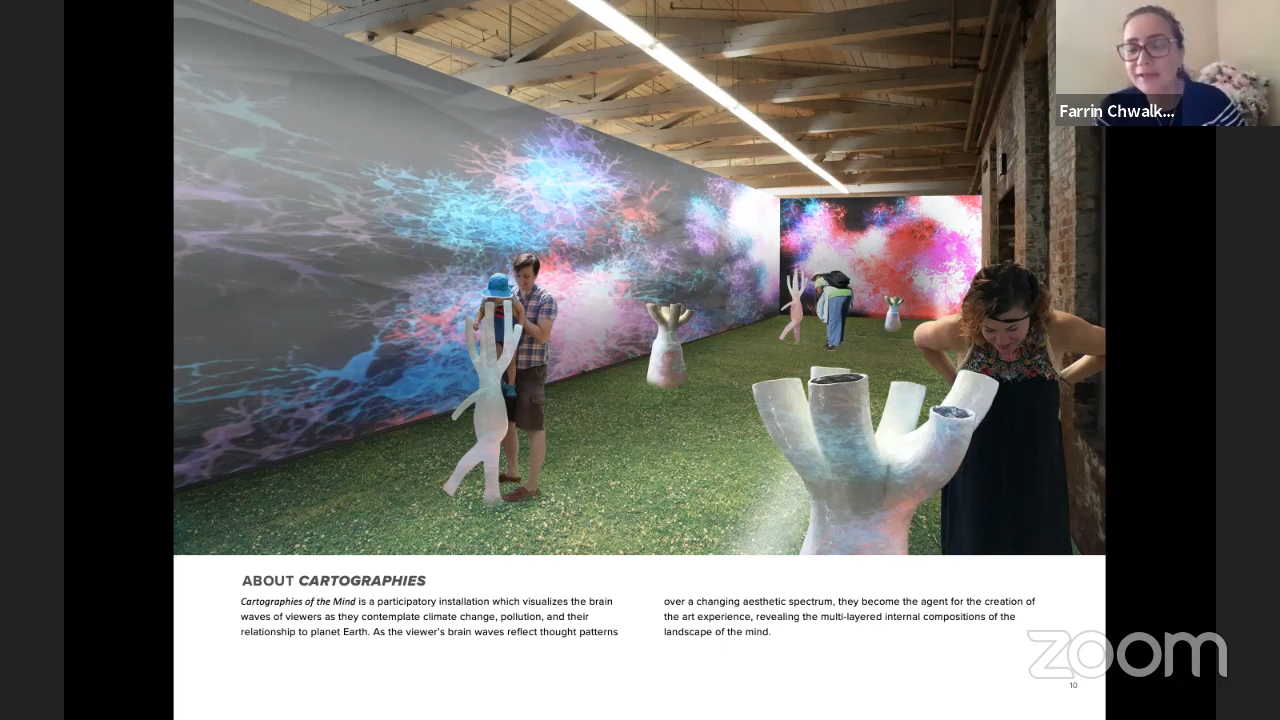 Farrin Chwalk...
ABOUT CARTOGRAPHIES
Cartographies of the Mind is a participatory installation which visualizes the brain
waves of viewers as they contemplate climate change, pollution, and their
relationship to planet Earth. As the viewer's brain waves reflect thought patterns
over a changing aesthetic spectrum, they become the agent for the creation of
the art experience, revealing the multi-layered internal compositions of the
landscape of the mind.
zoom
10